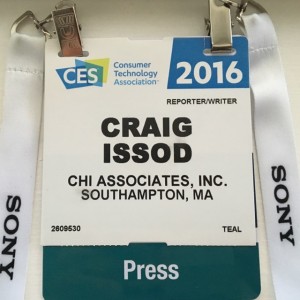 CES
Consumer
Technology
Association
2016
REPORTER/WRITER
CRAIG
ISSOD
CHI ASSOCIATES, INC.
SOUTHAMPTON, MA
2609530
TEAL
Press
SONY
SONY